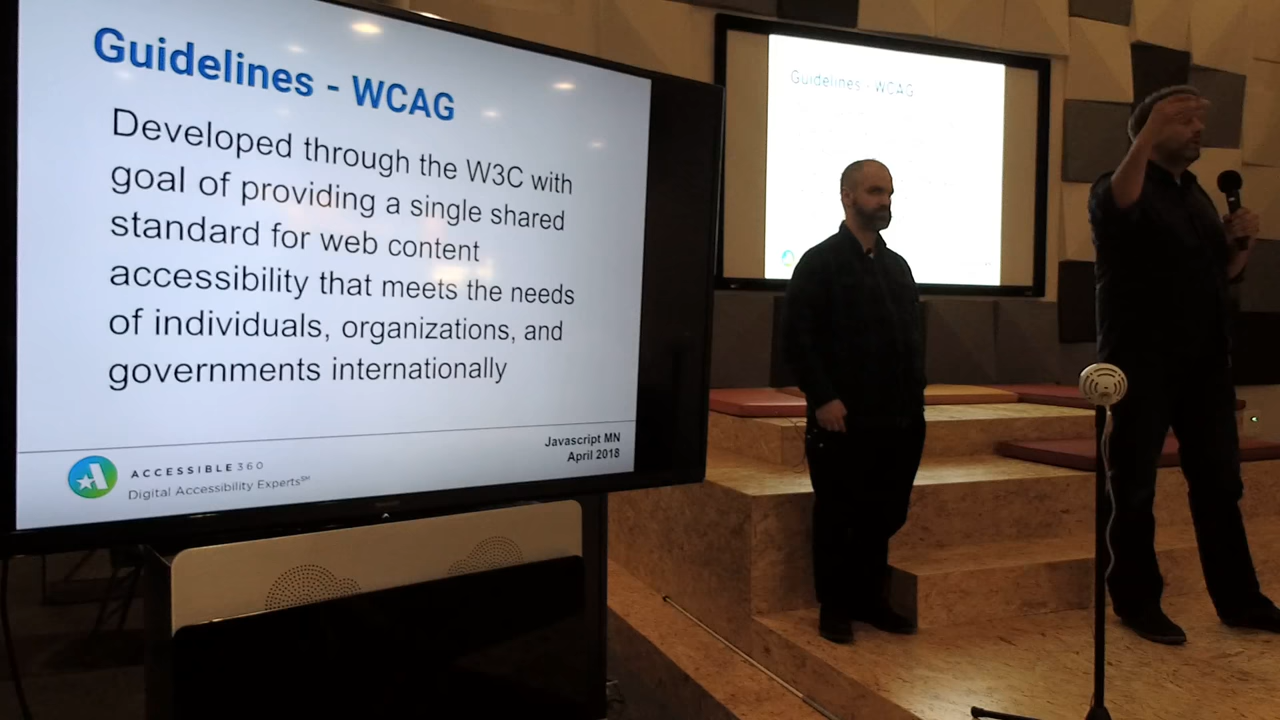 Guidelines - WCAG
Developed through the W3C with
goal of providing a single shared
standard for web content
accessibility that meets the needs
of individuals, organizations, and
governments internationally
Javascript MN
April 2018
ACCESSIBLE360
Digital Accessibility Experts℠
Guidelines - WCAG